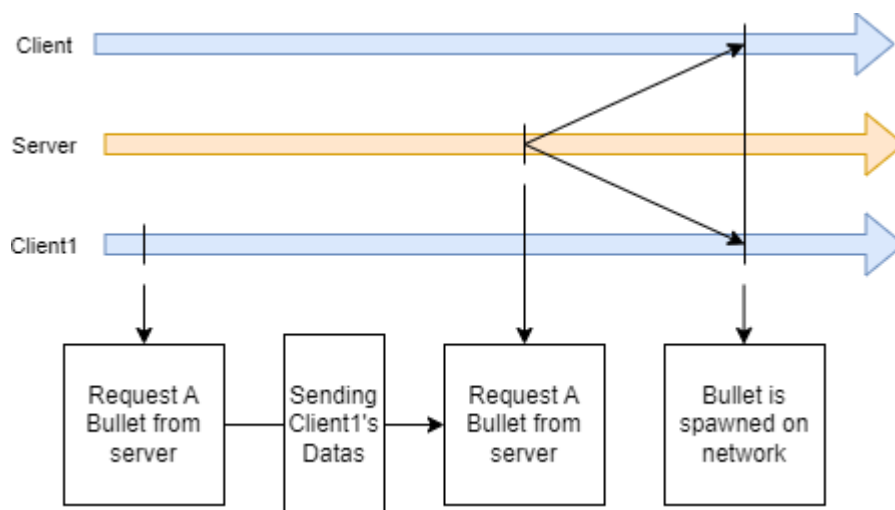 Client
Server
Client1
Request A
Bullet from
server
Sending
Client1's
Datas
Request A
Bullet from
server
Bullet is
spawned on
network